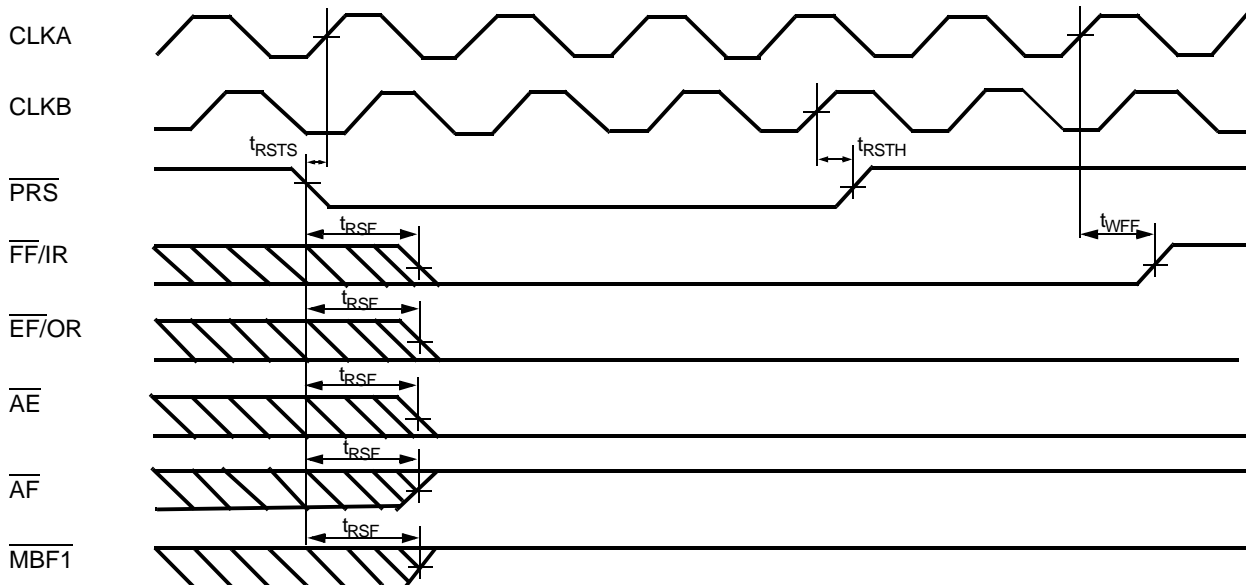 CLKA
CLKB
tRSTS
tRSTH
PRS
tRSF
tWFF
FF/IR
tRSF
EF/OR
tRSF
AE
tRSF
AF
tRSF
MBF1